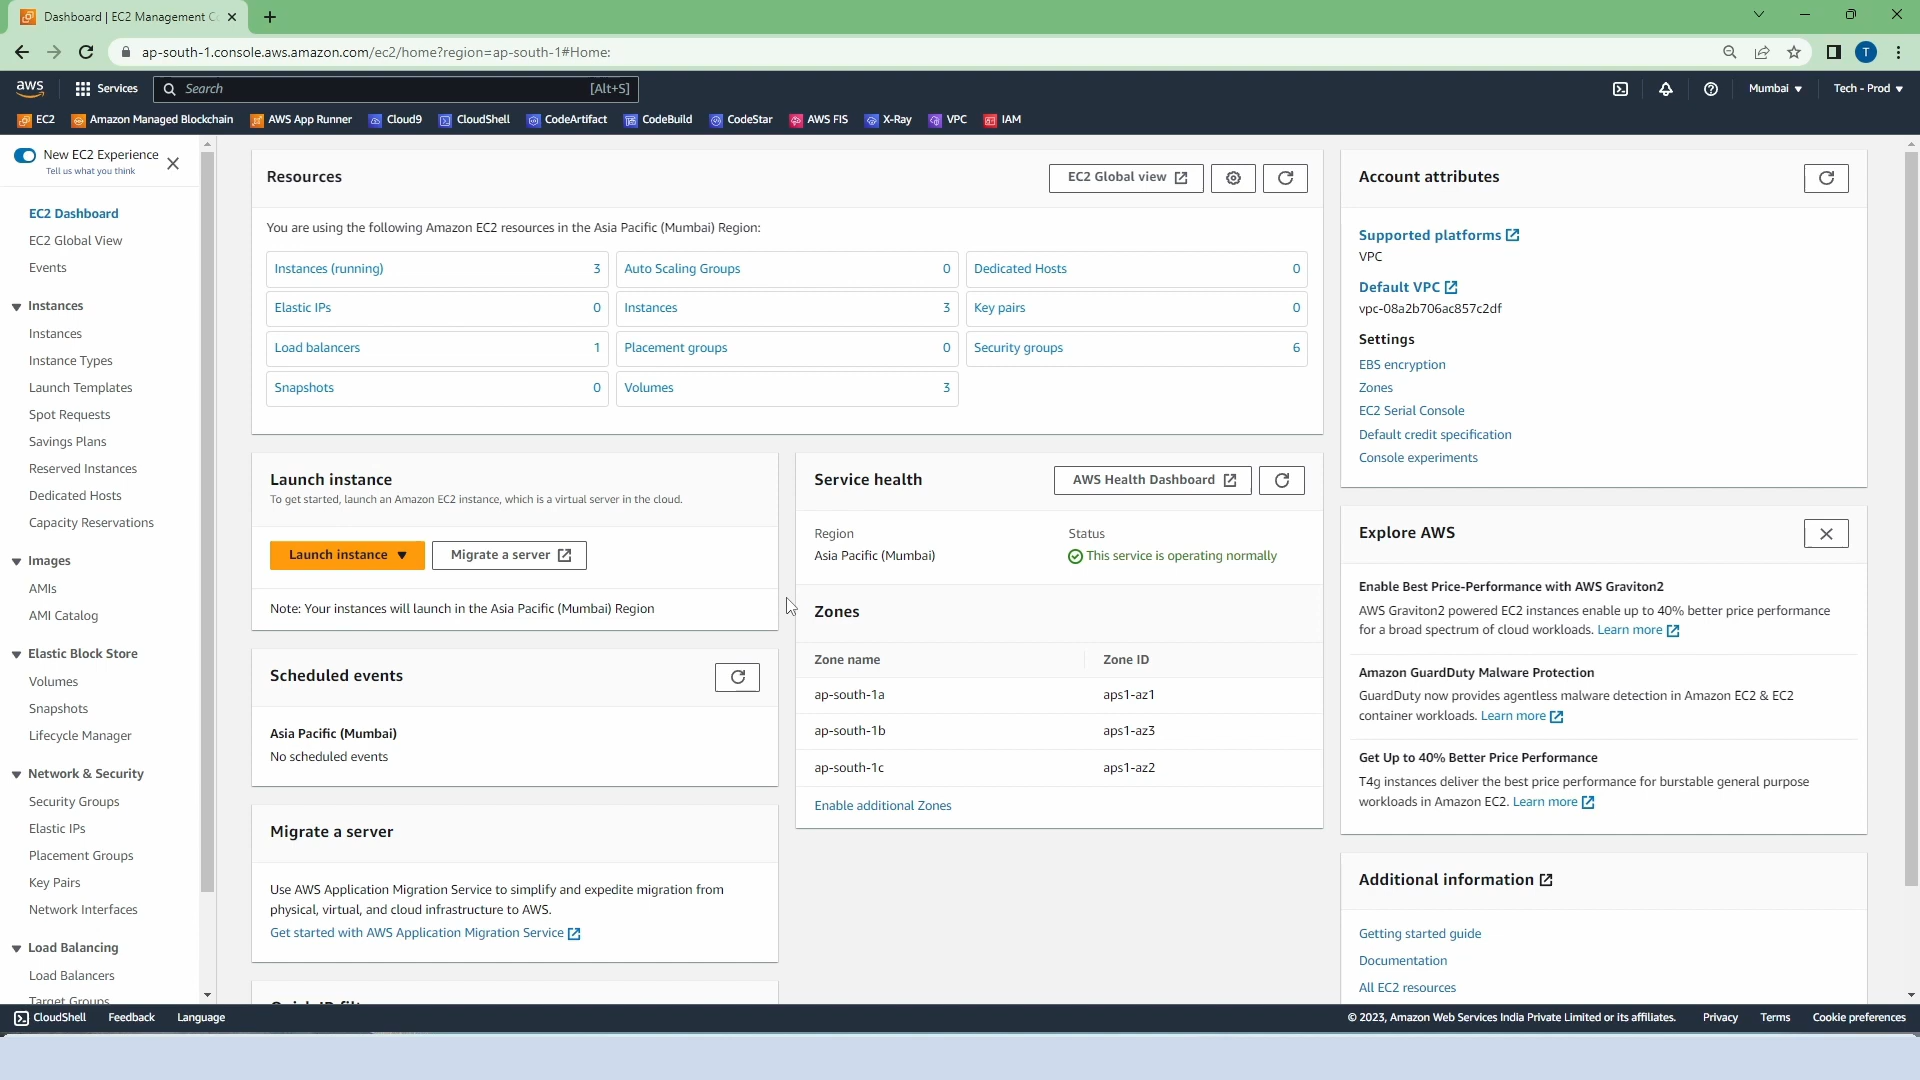 Dashboard | EC2 Management C
ap-south-1.console.aws.amazon.com/ec2/home?region=ap-south-1#Home:
T
aws
Services
Search
[Alt+S]
Mumbai
Tech - Prod
EC2
Amazon Managed Blockchain
AWS App Runner
Cloud9
CloudShell
CodeArtifact
CodeBuild
CodeStar
AWS FIS
X-Ray
VPC
IAM
New EC2 Experience
Tell us what you think
EC2 Dashboard
EC2 Global View
Events
Instances
Instances
Instance Types
Launch Templates
Spot Requests
Savings Plans
Reserved Instances
Dedicated Hosts
Capacity Reservations
Images
AMIs
AMI Catalog
Elastic Block Store
Volumes
Snapshots
Lifecycle Manager
Network & Security
Security Groups
Elastic IPs
Placement Groups
Key Pairs
Network Interfaces
Load Balancing
Load Balancers
Target Groups
Resources
EC2 Global view
You are using the following Amazon EC2 resources in the Asia Pacific (Mumbai) Region:
Instances (running) 3
Auto Scaling Groups 0
Dedicated Hosts 0
Elastic IPs 0
Instances 3
Key pairs 0
Load balancers 1
Placement groups 0
Security groups 6
Snapshots 0
Volumes 3
Launch instance
To get started, launch an Amazon EC2 instance, which is a virtual server in the cloud.
Launch instance
Migrate a server
Note: Your instances will launch in the Asia Pacific (Mumbai) Region
Scheduled events
Asia Pacific (Mumbai)
No scheduled events
Migrate a server
Use AWS Application Migration Service to simplify and expedite migration from
physical, virtual, and cloud infrastructure to AWS.
Get started with AWS Application Migration Service
Service health
AWS Health Dashboard
Region
Status
Asia Pacific (Mumbai)
This service is operating normally
Zones
Zone name
Zone ID
ap-south-1a
aps1-az1
ap-south-1b
aps1-az3
ap-south-1c
aps1-az2
Enable additional Zones
Account attributes
Supported platforms
VPC
Default VPC
vpc-08a2b706ac857c2df
Settings
EBS encryption
Zones
EC2 Serial Console
Default credit specification
Console experiments
Explore AWS
Enable Best Price-Performance with AWS Graviton2
AWS Graviton2 powered EC2 instances enable up to 40% better price performance
for a broad spectrum of cloud workloads. Learn more
Amazon GuardDuty Malware Protection
GuardDuty now provides agentless malware detection in Amazon EC2 & EC2
container workloads. Learn more
Get Up to 40% Better Price Performance
T4g instances deliver the best price performance for burstable general purpose
workloads in Amazon EC2. Learn more
Additional information
Getting started guide
Documentation
All EC2 resources
CloudShell
Feedback
Language
© 2023, Amazon Web Services India Private Limited or its affiliates.
Privacy
Terms
Cookie preferences